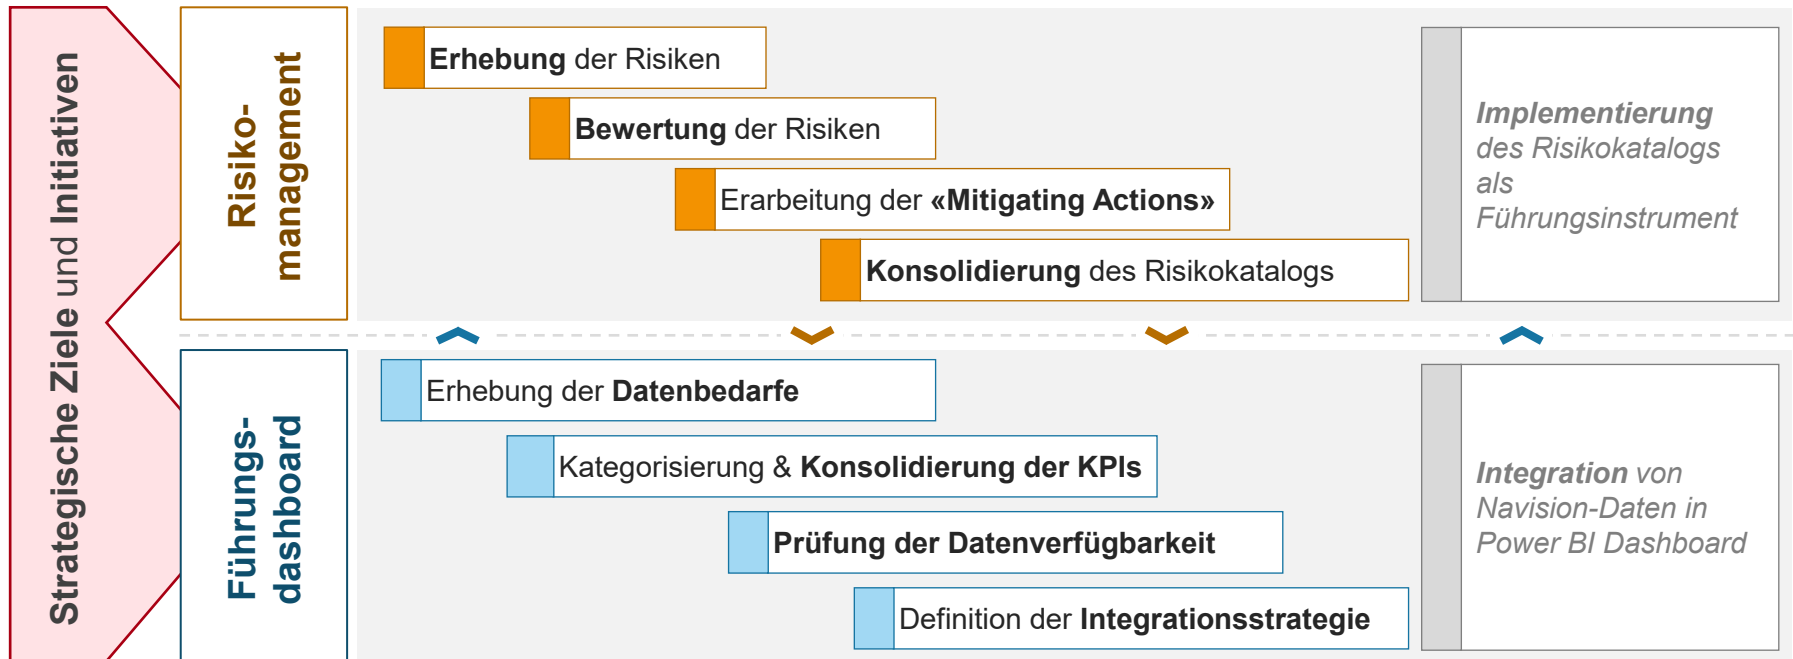 Strategische Ziele und Initiativen
Risiko-
management
Erhebung der Risiken
Bewertung der Risiken
Erarbeitung der «Mitigating Actions»
Konsolidierung des Risikokatalogs
Implementierung
des Risikokatalogs
als
Führungsinstrument
Führungs-
dashboard
Erhebung der Datenbedarfe
Kategorisierung & Konsolidierung der KPIs
Prüfung der Datenverfügbarkeit
Definition der Integrationsstrategie
Integration von
Navision-Daten in
Power BI Dashboard